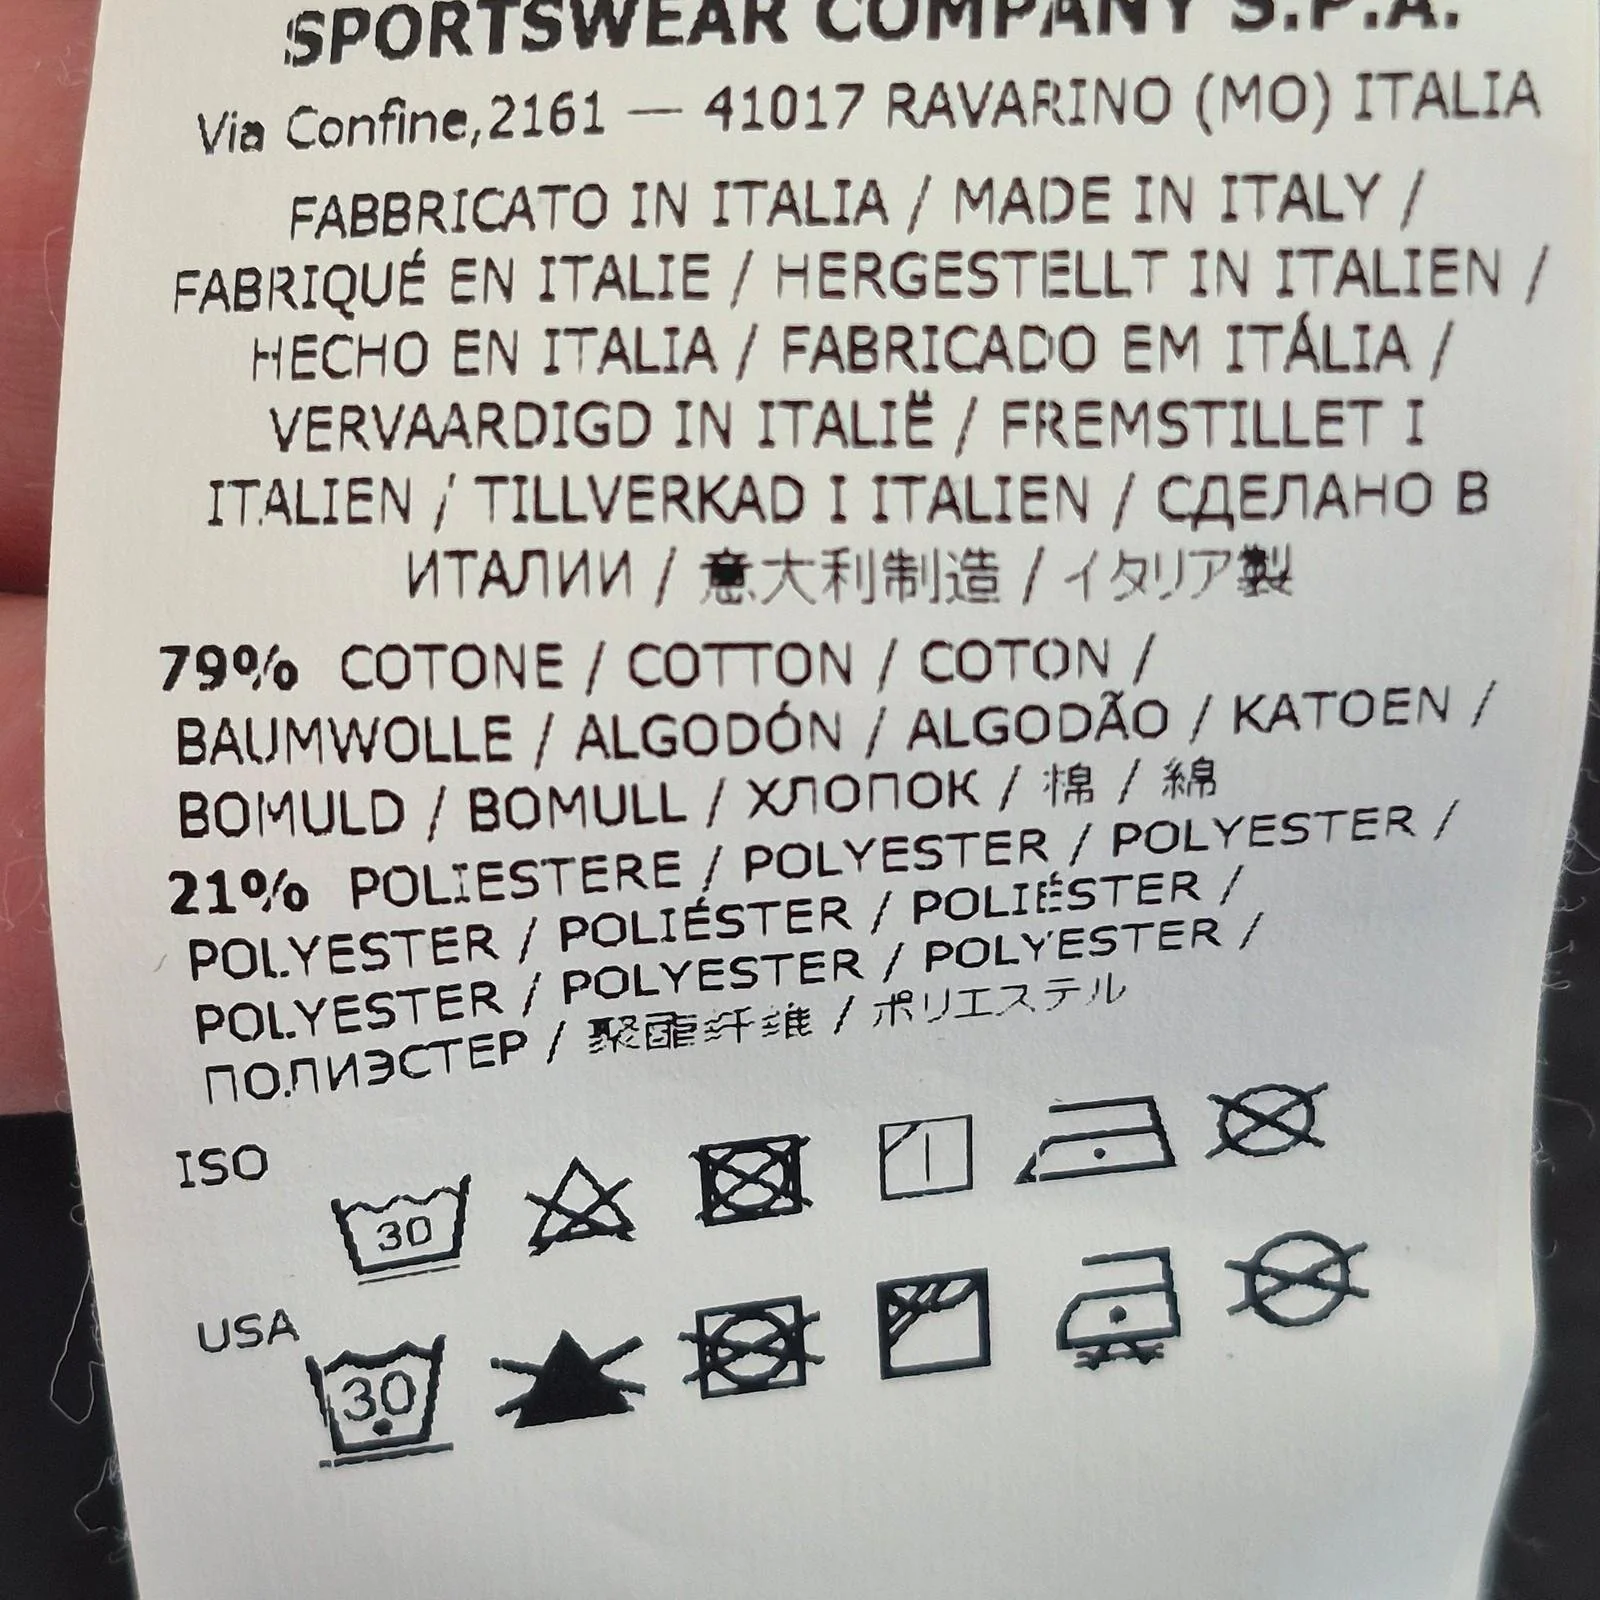 SPORTSWEAR COMPANY S.P.A.
Via Confine,2161 — 41017 RAVARINO (MO) ITALIA
FABBRICATO IN ITALIA / MADE IN ITALY /
FABRIQUÉ EN ITALIE / HERGESTELLT IN ITALIEN /
HECHO EN ITALIA / FABRICADO EM ITÁLIA /
VERVAARDIGD IN ITALIË / FREMSTILLET I
ITALIEN / TILLVERKAD I ITALIEN / СДЕЛАНО В
ИТАЛИИ / 意大利制造 / イタリア製
79% COTONE / COTTON / COTON /
BAUMWOLLE / ALGODÓN / ALGODÃO / KATOEN /
BOMULD / BOMULL / ХЛОПОК / 棉 / 綿
21% POLIESTERE / POLYESTER / POLYESTER /
POLYESTER / POLIÉSTER / POLIÉSTER /
POLYESTER / POLYESTER / POLYESTER /
ПОЛИЭСТЕР / 聚酯纤维 / ポリエステル
ISO
30
USA
30